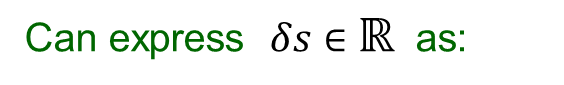 Can express δs ∈ ℝ as: